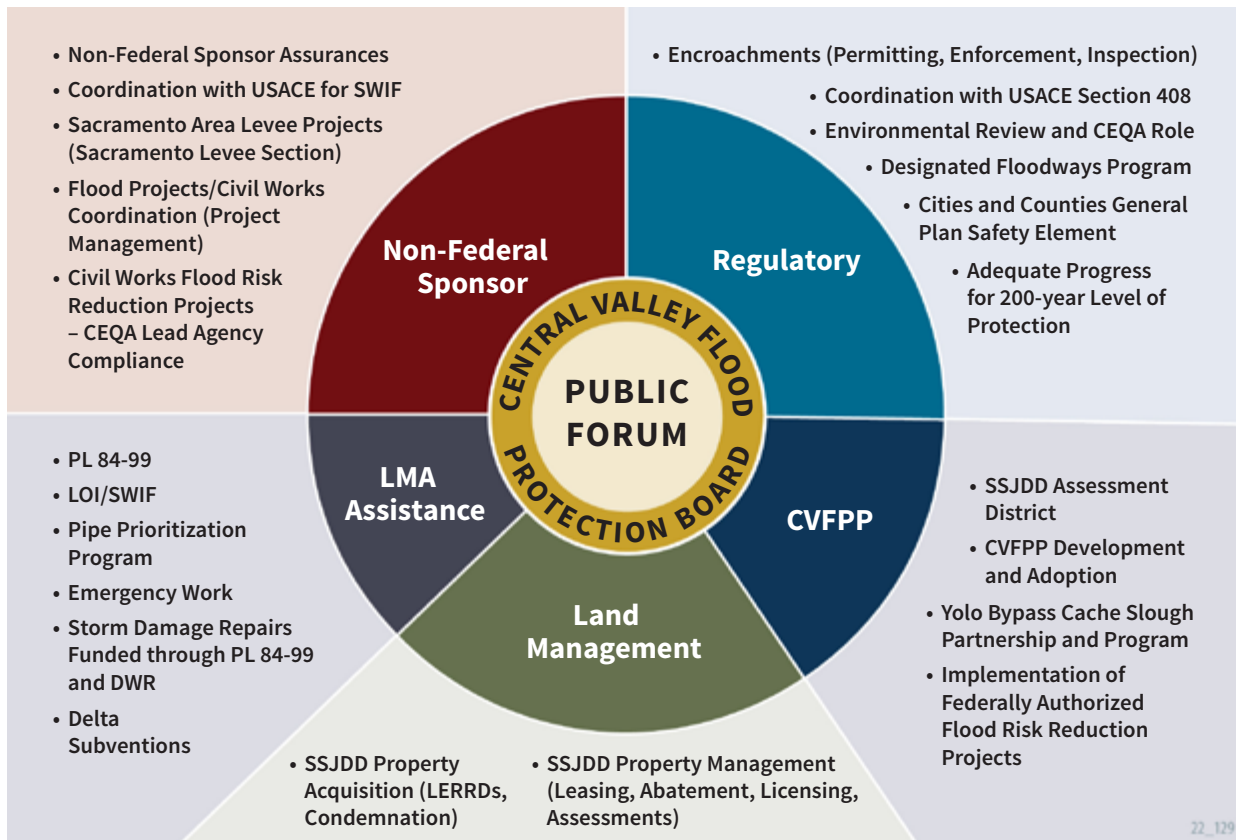 • Non-Federal Sponsor Assurances
• Coordination with USACE for SWIF
• Sacramento Area Levee Projects
(Sacramento Levee Section)
• Flood Projects/Civil Works
Coordination (Project
Management)
• Civil Works Flood Risk
Reduction Projects
– CEQA Lead Agency
Compliance
• Encroachments (Permitting, Enforcement, Inspection)
• Coordination with USACE Section 408
• Environmental Review and CEQA Role
• Designated Floodways Program
• Cities and Counties General
Plan Safety Element
• Adequate Progress
for 200-year Level of
Protection
Non-Federal
Sponsor
Regulatory
CENTRAL VALLEY FLOOD
PROTECTION BOARD
PUBLIC
FORUM
LMA
Assistance
CVFPP
Land
Management
• PL 84-99
• LOI/SWIF
• Pipe Prioritization
Program
• Emergency Work
• Storm Damage Repairs
Funded through PL 84-99
and DWR
• Delta
Subventions
• SSJDD Assessment
District
• CVFPP Development
and Adoption
• Yolo Bypass Cache Slough
Partnership and Program
• Implementation of
Federally Authorized
Flood Risk Reduction
Projects
• SSJDD Property
Acquisition (LERRDs,
Condemnation)
• SSJDD Property Management
(Leasing, Abatement, Licensing,
Assessments)
22_129